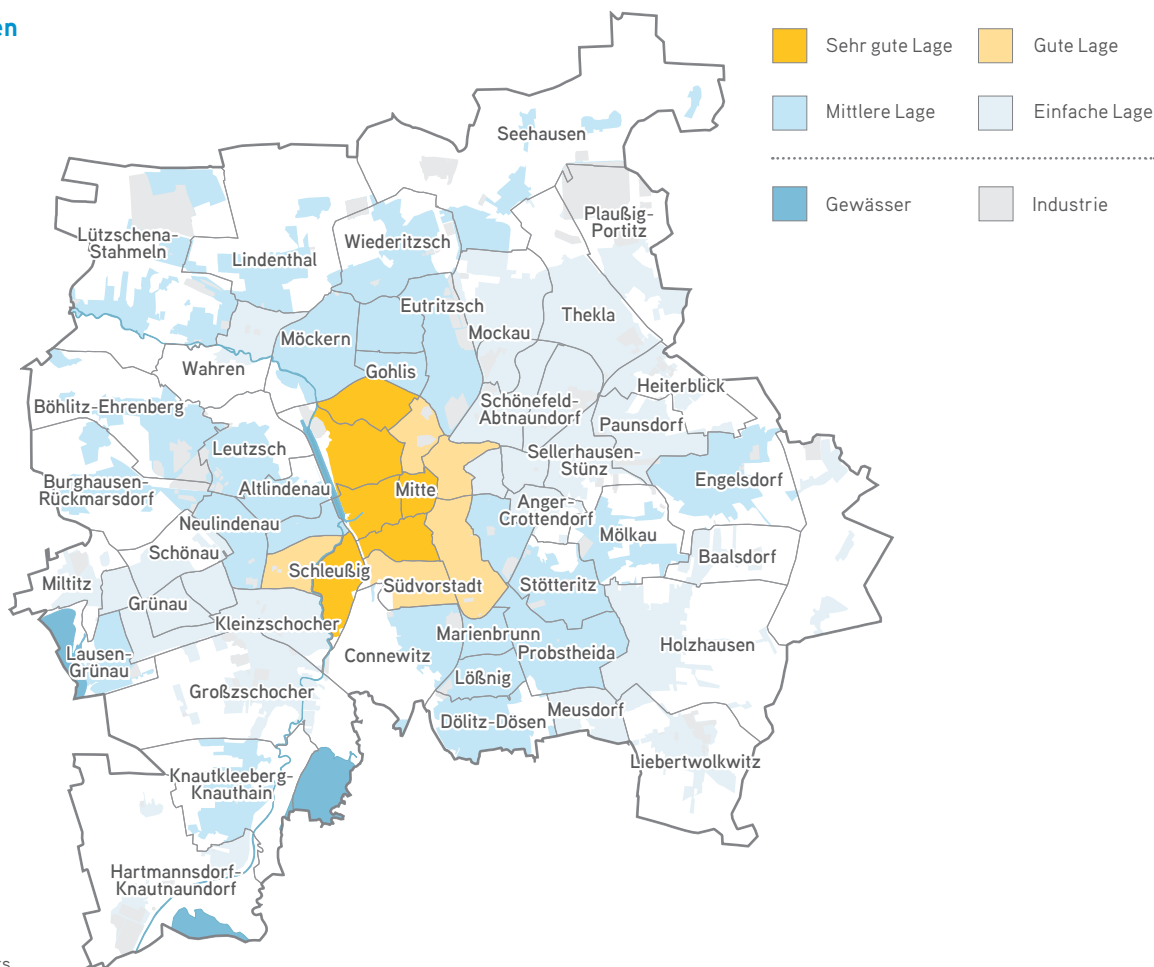 en
Sehr gute Lage
Gute Lage
Mittlere Lage
Einfache Lage
Gewässer
Industrie
Seehausen
Plaußig-
Portitz
Lützschena-
Stahmeln
Wiederitzsch
Lindenthal
Eutritzsch
Thekla
Mockau
Möckern
Wahren
Gohlis
Heiterblick
Böhlitz-Ehrenberg
Schönefeld-
Abtnaundorf
Paunsdorf
Leutzsch
Sellerhausen-
Stünz
Engelsdorf
Burghausen-
Rückmarsdorf
Altlindenau
Mitte
Anger-
Crottendorf
Neulindenau
Mölkau
Schönau
Baalsdorf
Miltitz
Schleußig
Südvorstadt
Stötteritz
Grünau
Kleinzschocher
Marienbrunn
Holzhausen
Lausen-
Grünau
Connewitz
Probstheida
Lößnig
Großzschocher
Meusdorf
Dölitz-Dösen
Liebertwolkwitz
Knautkleeberg-
Knauthain
Hartmannsdorf-
Knautnaundorf